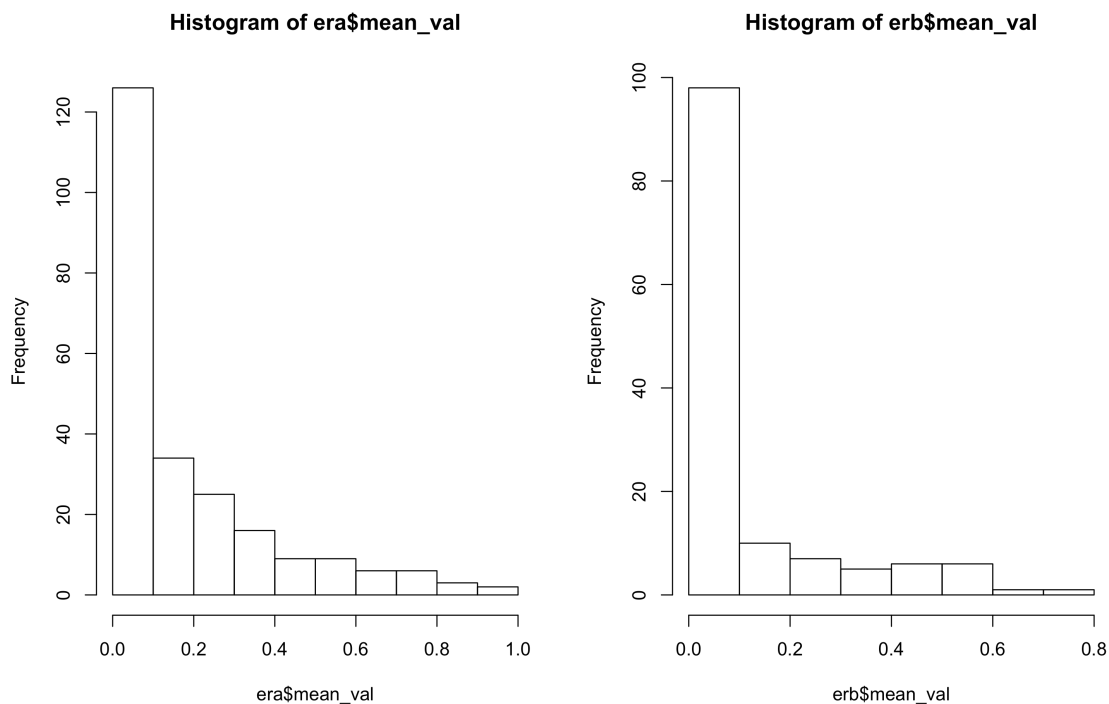 Histogram of era$mean_val
Frequency
120
100
80
60
40
20
0
0.0 0.2 0.4 0.6 0.8 1.0
era$mean_val
Histogram of erb$mean_val
Frequency
100
80
60
40
20
0
0.0 0.2 0.4 0.6 0.8
erb$mean_val